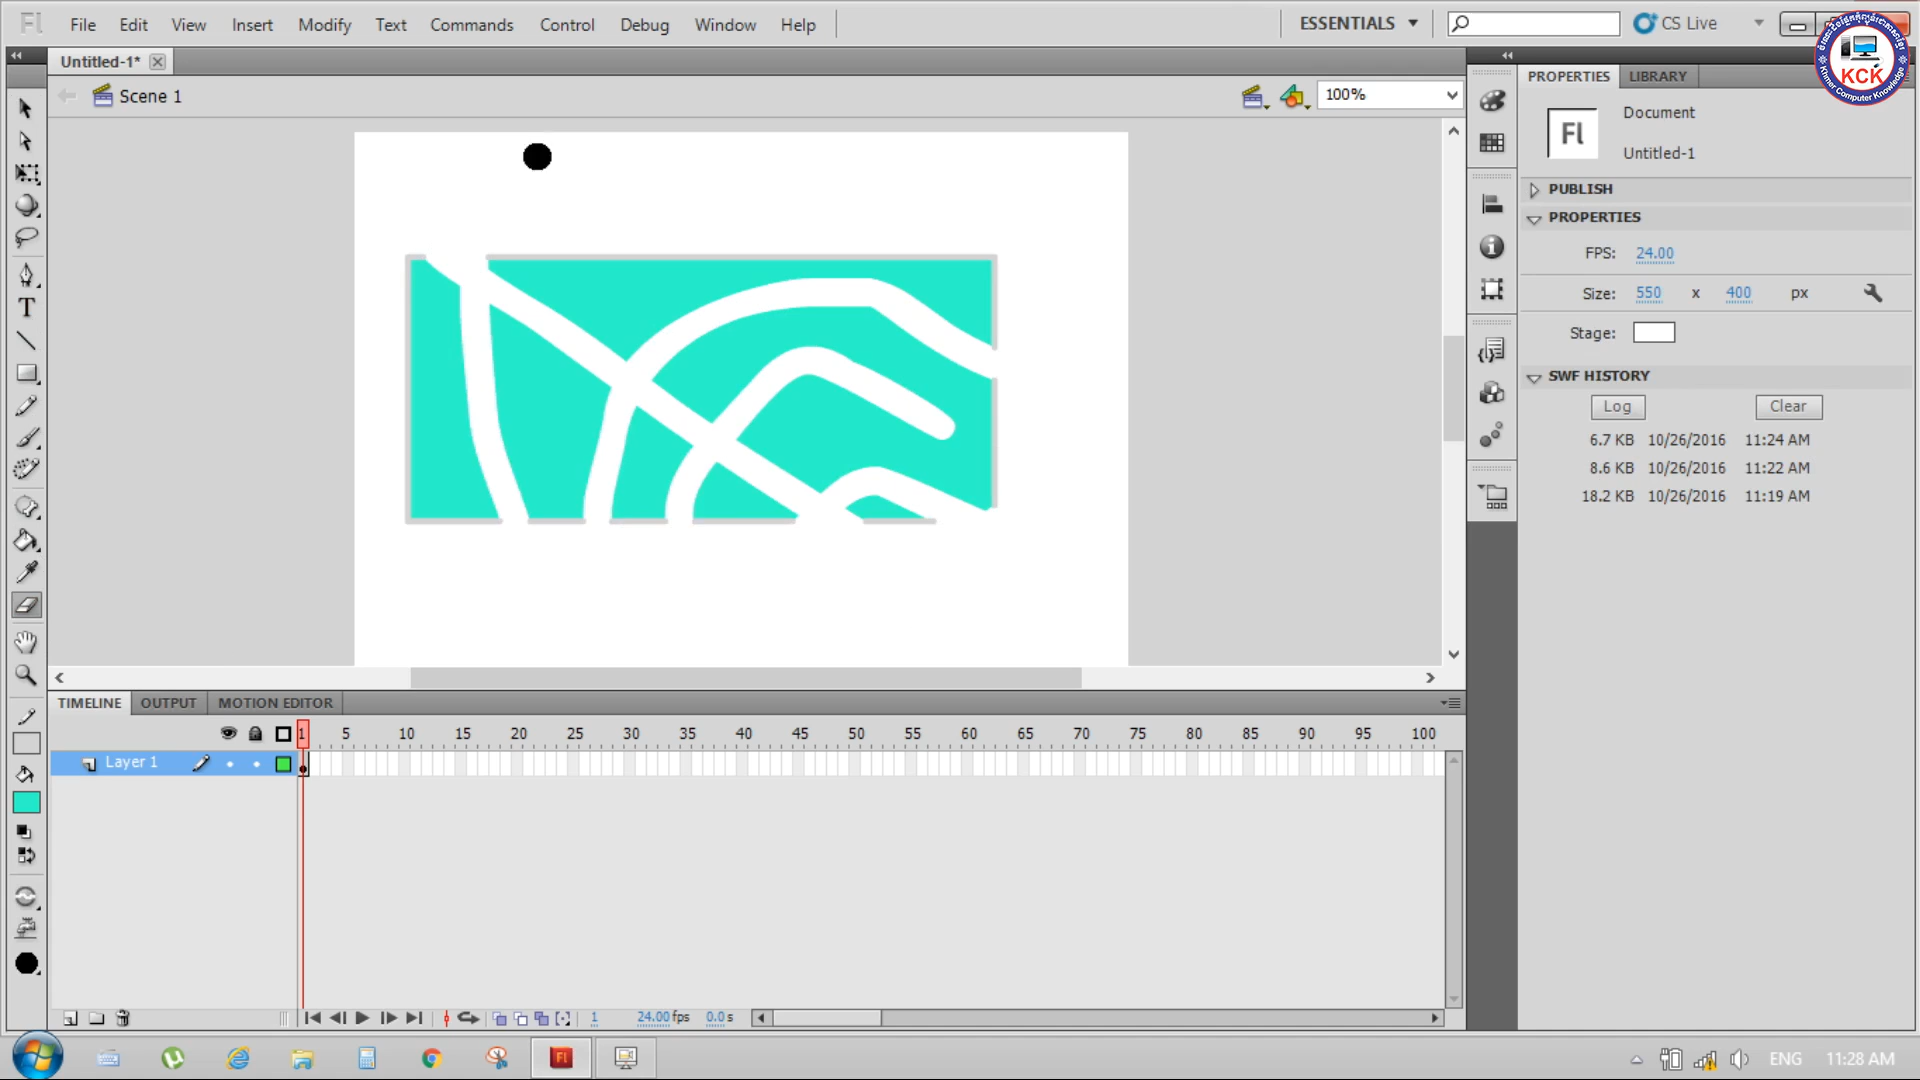 Fl File Edit View Insert Modify Text Commands Control Debug Window Help ESSENTIALS CS Live
Untitled-1*
Scene 1 100%
PROPERTIES LIBRARY
KCK
Khmer Computer Knowledge
Fl
Document
Untitled-1
PUBLISH
PROPERTIES
FPS: 24.00
Size: 550 x 400 px
Stage:
SWF HISTORY
Log Clear
6.7 KB 10/26/2016 11:24 AM
8.6 KB 10/26/2016 11:22 AM
18.2 KB 10/26/2016 11:19 AM
T
TIMELINE OUTPUT MOTION EDITOR
1 5 10 15 20 25 30 35 40 45 50 55 60 65 70 75 80 85 90 95 100
Layer 1
1 24.00 fps 0.0 s
Fl
ENG 11:28 AM